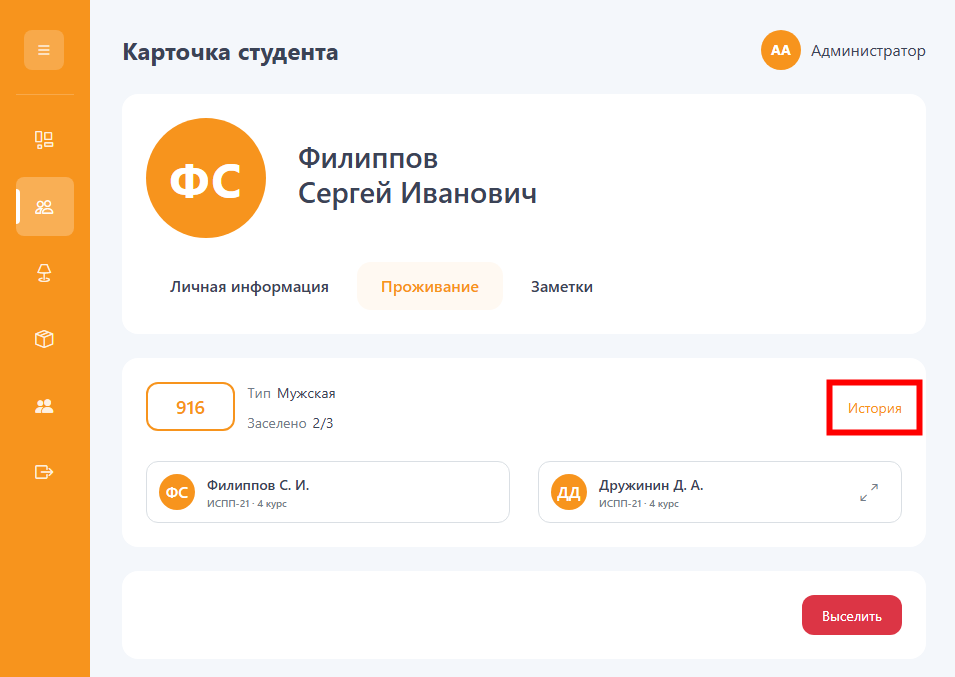 Карточка студента
АА Администратор
ФС
Филиппов
Сергей Иванович
Личная информация Проживание Заметки
916
Тип Мужская
Заселено 2/3
История
ФС
Филиппов С. И.
ИСПП-21 · 4 курс
ДД
Дружинин Д. А.
ИСПП-21 · 4 курс
Выселить